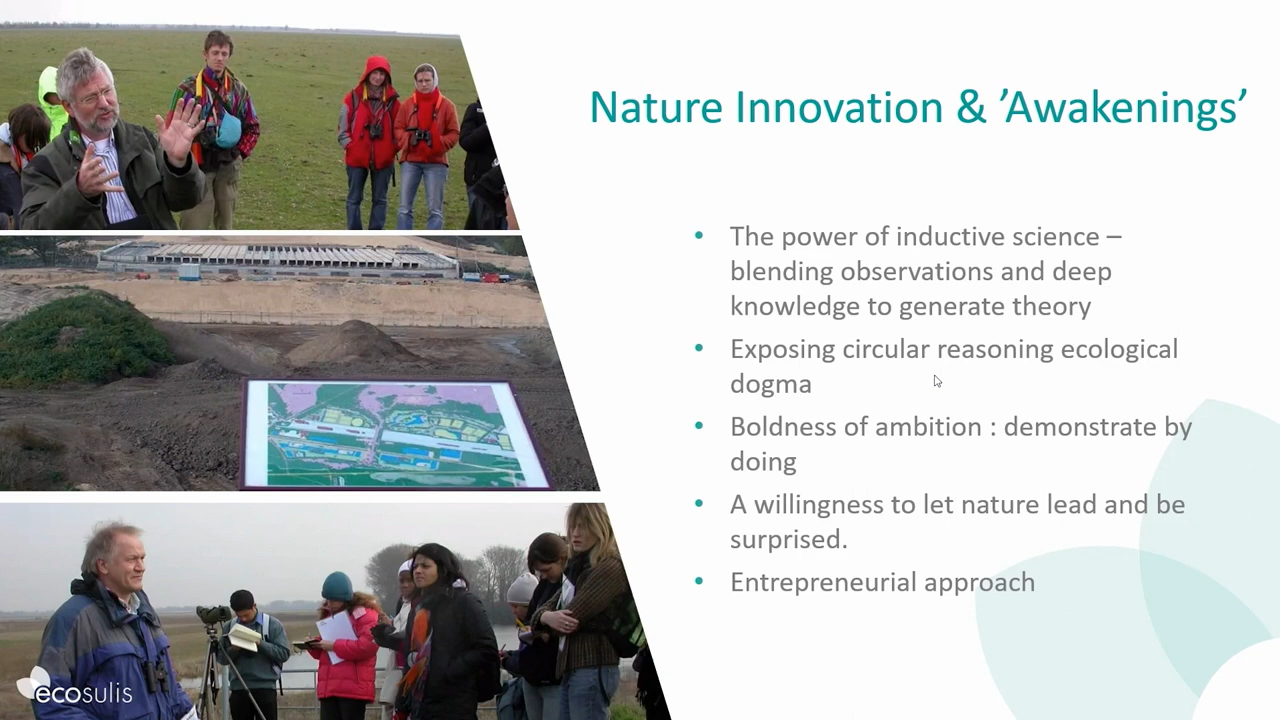 Nature Innovation & ’Awakenings’
• The power of inductive science –
blending observations and deep
knowledge to generate theory
• Exposing circular reasoning ecological
dogma
• Boldness of ambition : demonstrate by
doing
• A willingness to let nature lead and be
surprised.
• Entrepreneurial approach
ecosulis